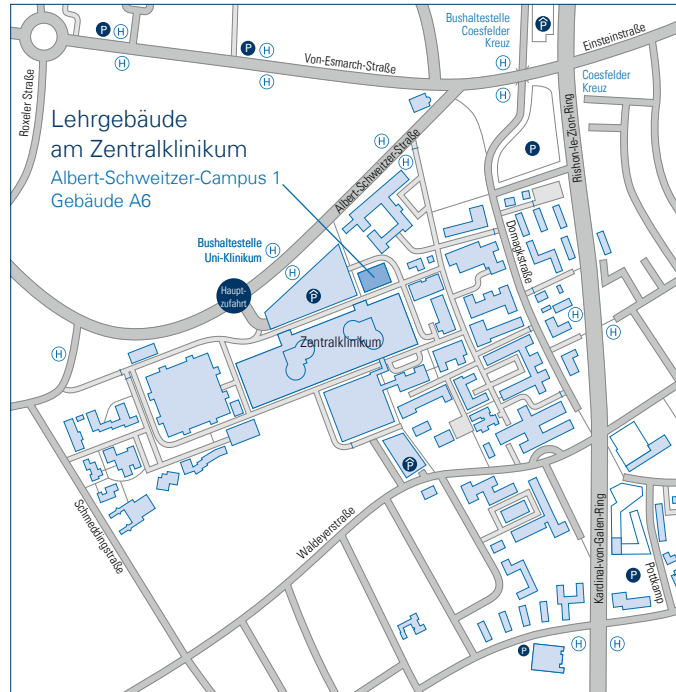 P
H
P
H
H
H
Bushaltestelle
Coesfelder
Kreuz
P
H
H
Einsteinstraße
Von-Esmarch-Straße
Coesfelder
Kreuz
Roxeler Straße
Lehrgebäude
am Zentralklinikum
Albert-Schweitzer-Campus 1
Gebäude A6
Albert-Schweitzer-Straße
H
H
P
Rishon-le-Zion-Ring
Domagkstraße
Bushaltestelle
Uni-Klinikum
H
H
Haupt-
zufahrt
P
H
H
H
Zentralklinikum
P
Schmeddingstraße
Waldeyerstraße
Kardinal-von-Galen-Ring
P
Pottkamp
P
H
H